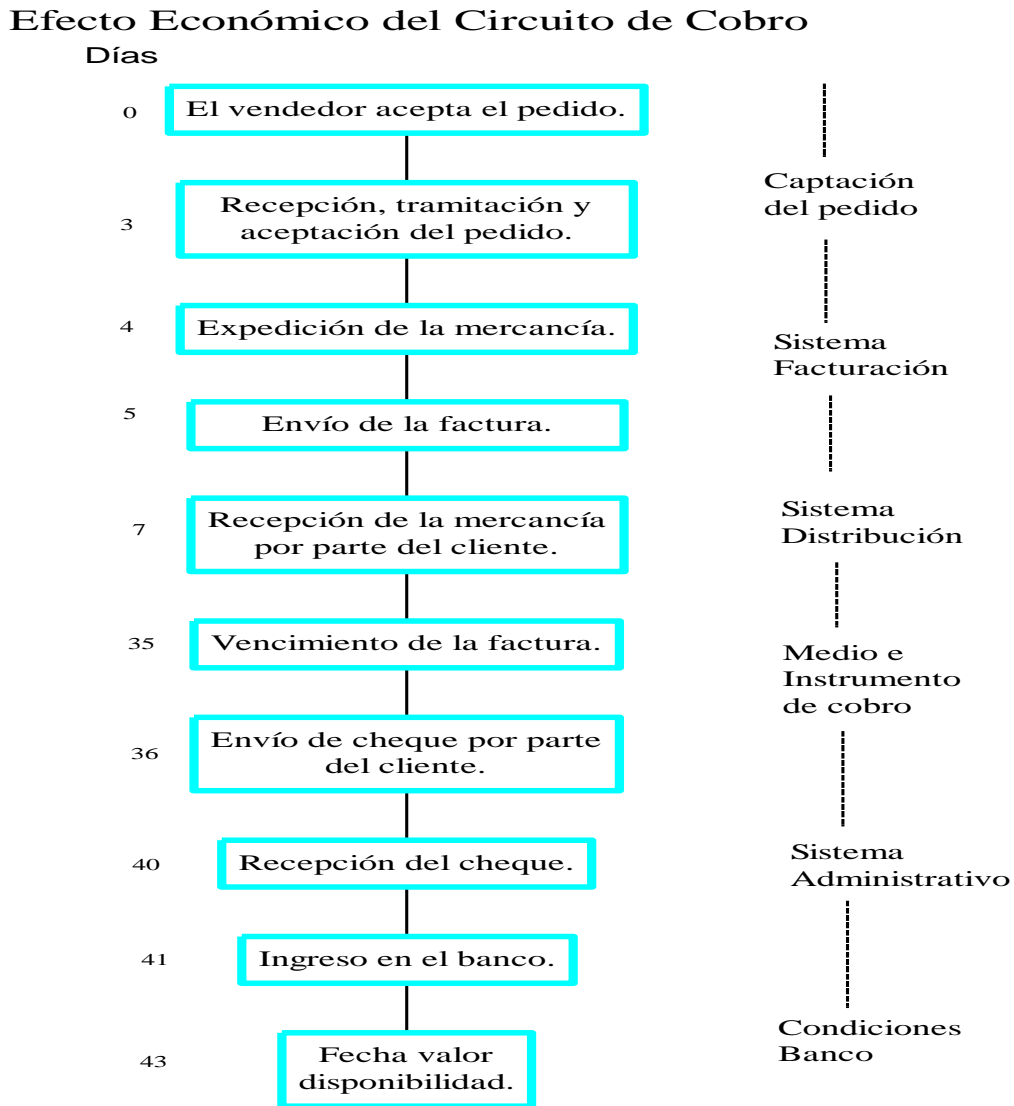 Efecto Económico del Circuito de Cobro
Días
0
El vendedor acepta el pedido.
3
Recepción, tramitación y
aceptación del pedido.
Captación
del pedido
4
Expedición de la mercancía.
Sistema
Facturación
5
Envío de la factura.
7
Recepción de la mercancía
por parte del cliente.
Sistema
Distribución
35
Vencimiento de la factura.
Medio e
Instrumento
de cobro
36
Envío de cheque por parte
del cliente.
40
Recepción del cheque.
Sistema
Administrativo
41
Ingreso en el banco.
43
Fecha valor
disponibilidad.
Condiciones
Banco